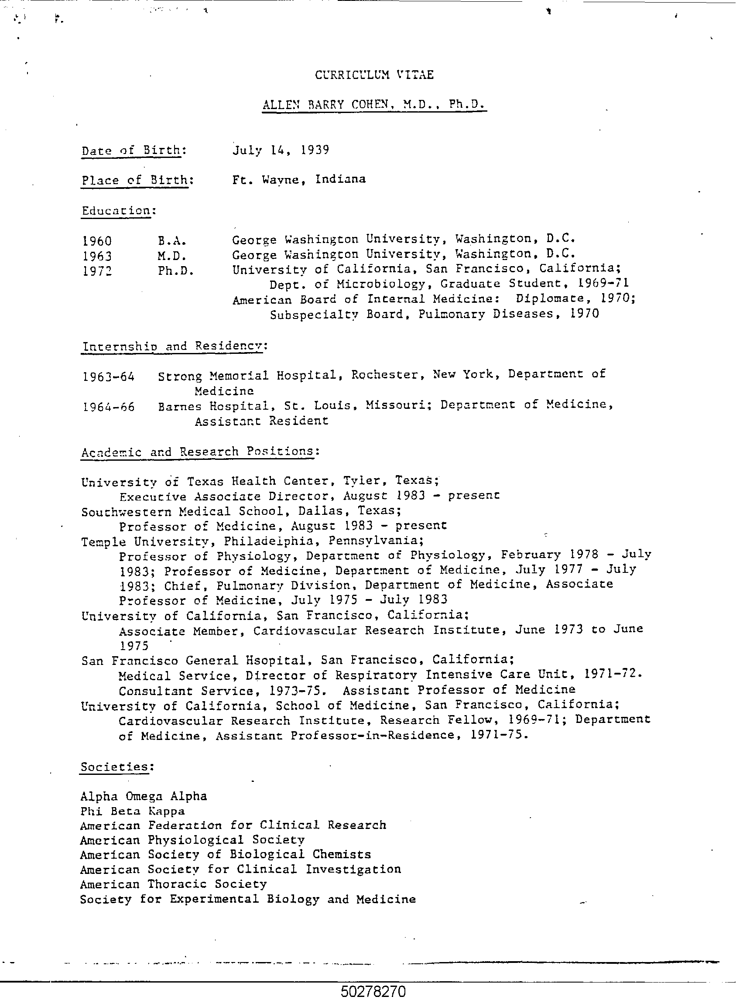 CURRICULUM VITAE
ALLEN BARRY COHEN, M.D., Ph.D.
Date of Birth: July 14, 1939
Place of Birth: Ft. Wayne, Indiana
Education:
1960 B.A. George Washington University, Washington, D.C.
1963 M.D. George Washington University, Washington, D.C.
1972 Ph.D. University of California, San Francisco, California;
Dept. of Microbiology, Graduate Student, 1969-71
American Board of Internal Medicine: Diplomate, 1970;
Subspecialty Board, Pulmonary Diseases, 1970
Internship and Residency:
1963-64 Strong Memorial Hospital, Rochester, New York, Department of
Medicine
1964-66 Barnes Hospital, St. Louis, Missouri; Department of Medicine,
Assistant Resident
Academic and Research Positions:
University of Texas Health Center, Tyler, Texas;
Executive Associate Director, August 1983 - present
Southwestern Medical School, Dallas, Texas;
Professor of Medicine, August 1983 - present
Temple University, Philadelphia, Pennsylvania;
Professor of Physiology, Department of Physiology, February 1978 - July
1983; Professor of Medicine, Department of Medicine, July 1977 - July
1983; Chief, Pulmonary Division, Department of Medicine, Associate
Professor of Medicine, July 1975 - July 1983
University of California, San Francisco, California;
Associate Member, Cardiovascular Research Institute, June 1973 to June
1975
San Francisco General Hsopital, San Francisco, California;
Medical Service, Director of Respiratory Intensive Care Unit, 1971-72.
Consultant Service, 1973-75. Assistant Professor of Medicine
University of California, School of Medicine, San Francisco, California;
Cardiovascular Research Institute, Research Fellow, 1969-71; Department
of Medicine, Assistant Professor-in-Residence, 1971-75.
Societies:
Alpha Omega Alpha
Phi Beta Kappa
American Federation for Clinical Research
American Physiological Society
American Society of Biological Chemists
American Society for Clinical Investigation
American Thoracic Society
Society for Experimental Biology and Medicine
50278270